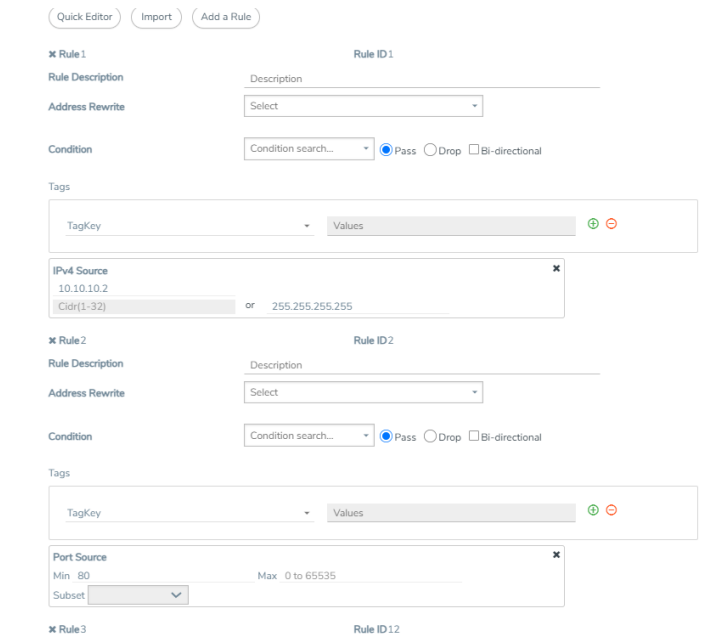 Quick Editor Import Add a Rule
✖ Rule1 Rule ID1
Rule Description Description
Address Rewrite Select
Condition Condition search... Pass Drop Bi-directional
Tags
TagKey Values
IPv4 Source ✖
10.10.10.2
Cidr(1-32) or 255.255.255.255
✖ Rule2 Rule ID2
Rule Description Description
Address Rewrite Select
Condition Condition search... Pass Drop Bi-directional
Tags
TagKey Values
Port Source ✖
Min 80 Max 0 to 65535
Subset
✖ Rule3 Rule ID12